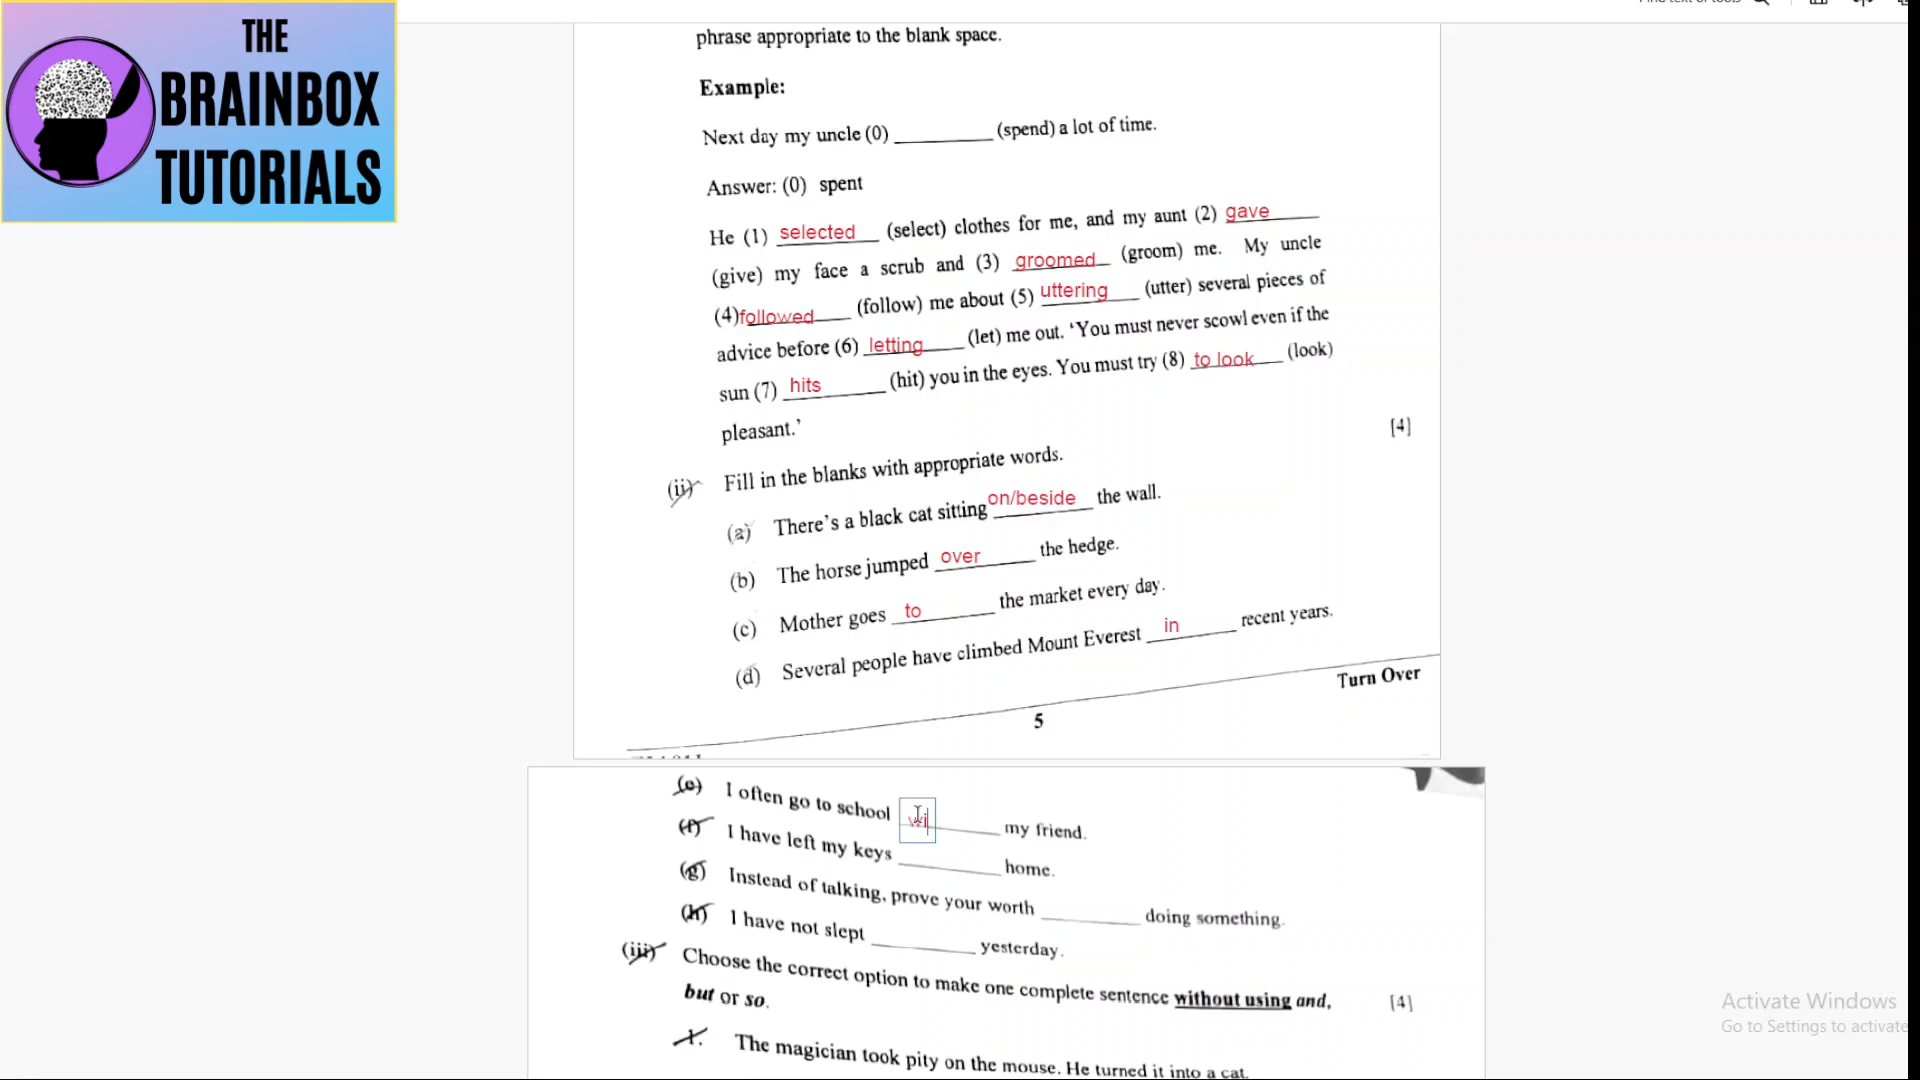 THE
BRAINBOX
TUTORIALS
phrase appropriate to the blank space.
Example:
Next day my uncle (0) __________ (spend) a lot of time.
Answer: (0) spent
He (1) selected (select) clothes for me, and my aunt (2) gave
(give) my face a scrub and (3) groomed (groom) me. My uncle
(4) followed (follow) me about (5) uttering (utter) several pieces of
advice before (6) letting (let) me out. ‘You must never scowl even if the
sun (7) hits (hit) you in the eyes. You must try (8) to look (look)
pleasant.’
[4]
(ii) Fill in the blanks with appropriate words.
(a) There’s a black cat sitting on/beside the wall.
(b) The horse jumped over the hedge.
(c) Mother goes to the market every day.
(d) Several people have climbed Mount Everest in recent years.
Turn Over
5
(e) I often go to school wi my friend.
(f) I have left my keys __________ home.
(g) Instead of talking, prove your worth __________ doing something.
(h) I have not slept __________ yesterday.
(iii) Choose the correct option to make one complete sentence without using and, [4]
but or so.
1. The magician took pity on the mouse. He turned it into a cat.
Activate Windows
Go to Settings to activate